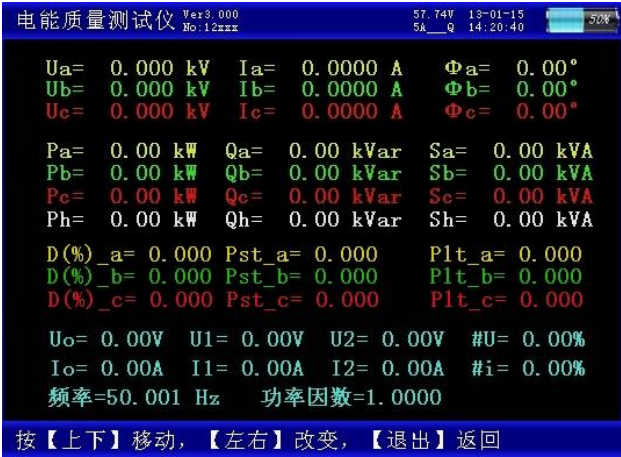 电能质量测试仪 Ver3.000 57.74V 13-01-15 50%
No:12xxx 5A__Q 14:20:40
Ua= 0.000 kV Ia= 0.0000 A Φa= 0.00°
Ub= 0.000 kV Ib= 0.0000 A Φb= 0.00°
Uc= 0.000 kV Ic= 0.0000 A Φc= 0.00°
Pa= 0.00 kW Qa= 0.00 kVar Sa= 0.00 kVA
Pb= 0.00 kW Qb= 0.00 kVar Sb= 0.00 kVA
Pc= 0.00 kW Qc= 0.00 kVar Sc= 0.00 kVA
Ph= 0.00 kW Qh= 0.00 kVar Sh= 0.00 kVA
D(%)_a= 0.000 Pst_a= 0.000 Plt_a= 0.000
D(%)_b= 0.000 Pst_b= 0.000 Plt_b= 0.000
D(%)_c= 0.000 Pst_c= 0.000 Plt_c= 0.000
Uo= 0.00V U1= 0.00V U2= 0.00V #U= 0.00%
Io= 0.00A I1= 0.00A I2= 0.00A #i= 0.00%
频率=50.001 Hz 功率因数=1.0000
按【上下】移动，【左右】改变，【退出】返回